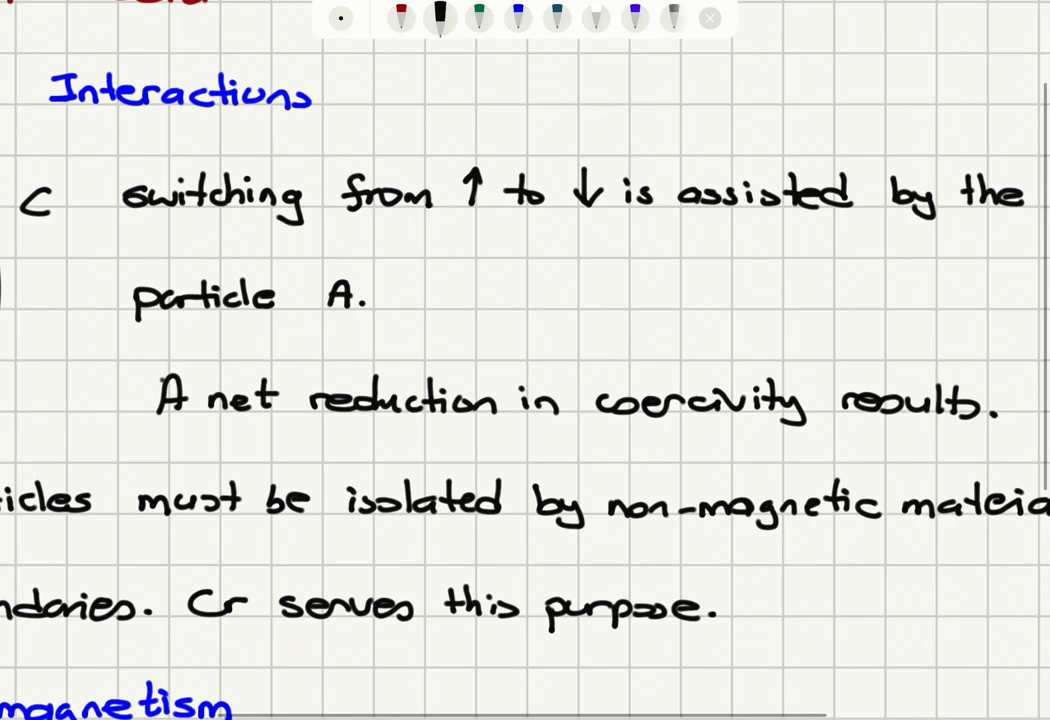 Interactions
C switching from ↑ to ↓ is assisted by the
particle A.
A net reduction in coercivity results.
icles must be isolated by non-magnetic mateia
ndaries. Cr serves this purpose.
magnetism